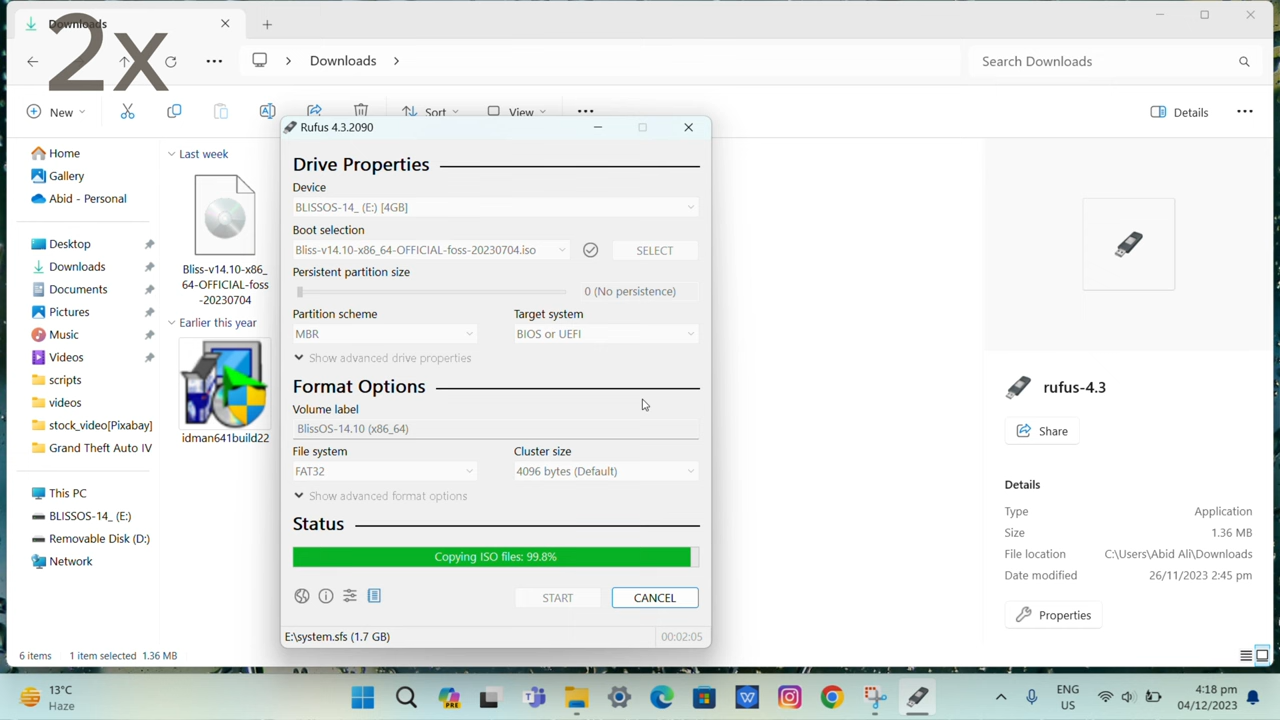 Downloads
2x
Downloads
Search Downloads
New
Sort
View
Details
Home
Gallery
Abid - Personal
Desktop
Downloads
Documents
Pictures
Music
Videos
scripts
videos
stock_video[Pixabay]
Grand Theft Auto IV
This PC
BLISSOS-14_ (E:)
Removable Disk (D:)
Network
Last week
Bliss-v14.10-x86_
64-OFFICIAL-foss
-20230704
Earlier this year
idman641build22
Rufus 4.3.2090
Drive Properties
Device
BLISSOS-14_ (E:) [4GB]
Boot selection
Bliss-v14.10-x86_64-OFFICIAL-foss-20230704.iso
SELECT
Persistent partition size
0 (No persistence)
Partition scheme
Target system
MBR
BIOS or UEFI
Show advanced drive properties
Format Options
Volume label
BlissOS-14.10 (x86_64)
File system
Cluster size
FAT32
4096 bytes (Default)
Show advanced format options
Status
Copying ISO files: 99.8%
START
CANCEL
E:\system.sfs (1.7 GB)
00:02:05
rufus-4.3
Share
Details
Type Application
Size 1.36 MB
File location C:\Users\Abid Ali\Downloads
Date modified 26/11/2023 2:45 pm
Properties
6 items 1 item selected 1.36 MB
13°C
Haze
PRE
ENG
US
4:18 pm
04/12/2023